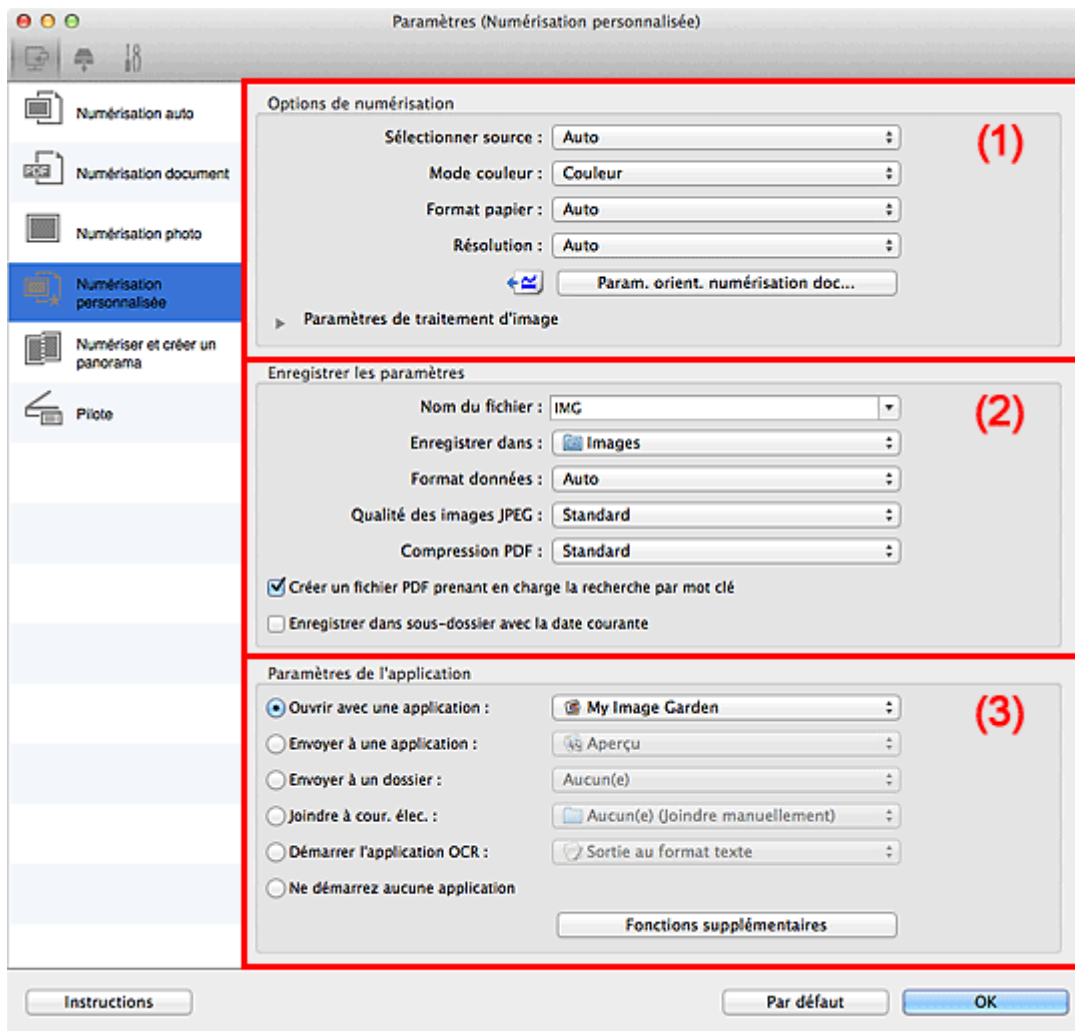 Paramètres (Numérisation personnalisée)
Numérisation auto
Numérisation document
Numérisation photo
Numérisation
personnalisée
Numériser et créer un
panorama
Pilote
Options de numérisation
(1)
Sélectionner source : Auto
Mode couleur : Couleur
Format papier : Auto
Résolution : Auto
Param. orient. numérisation doc...
Paramètres de traitement d'image
Enregistrer les paramètres
(2)
Nom du fichier : IMG
Enregistrer dans : Images
Format données : Auto
Qualité des images JPEG : Standard
Compression PDF : Standard
Créer un fichier PDF prenant en charge la recherche par mot clé
Enregistrer dans sous-dossier avec la date courante
Paramètres de l'application
(3)
Ouvrir avec une application : My Image Garden
Envoyer à une application : Aperçu
Envoyer à un dossier : Aucun(e)
Joindre à cour. élec. : Aucun(e) (Joindre manuellement)
Démarrer l'application OCR : Sortie au format texte
Ne démarrez aucune application
Fonctions supplémentaires
Instructions
Par défaut
OK